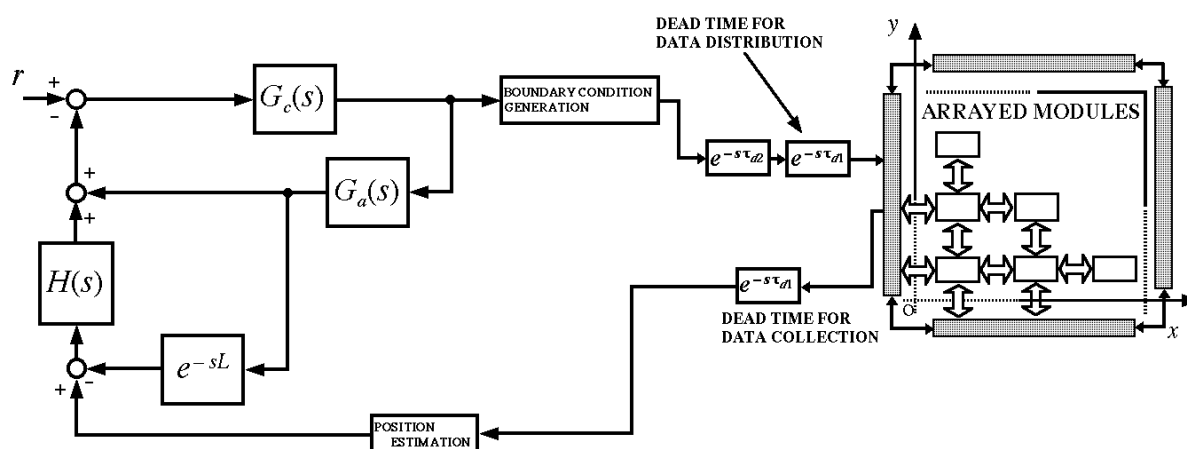 DEAD TIME FOR
DATA DISTRIBUTION
y
r
+
-
G_c(s)
BOUNDARY CONDITION
GENERATION
ARRAYED MODULES
e^{-sτ_{d2}}
e^{-sτ_{d1}}
+
+
G_a(s)
H(s)
e^{-sτ_{d1}}
O
DEAD TIME FOR
DATA COLLECTION
x
e^{-sL}
+
-
POSITION
ESTIMATION